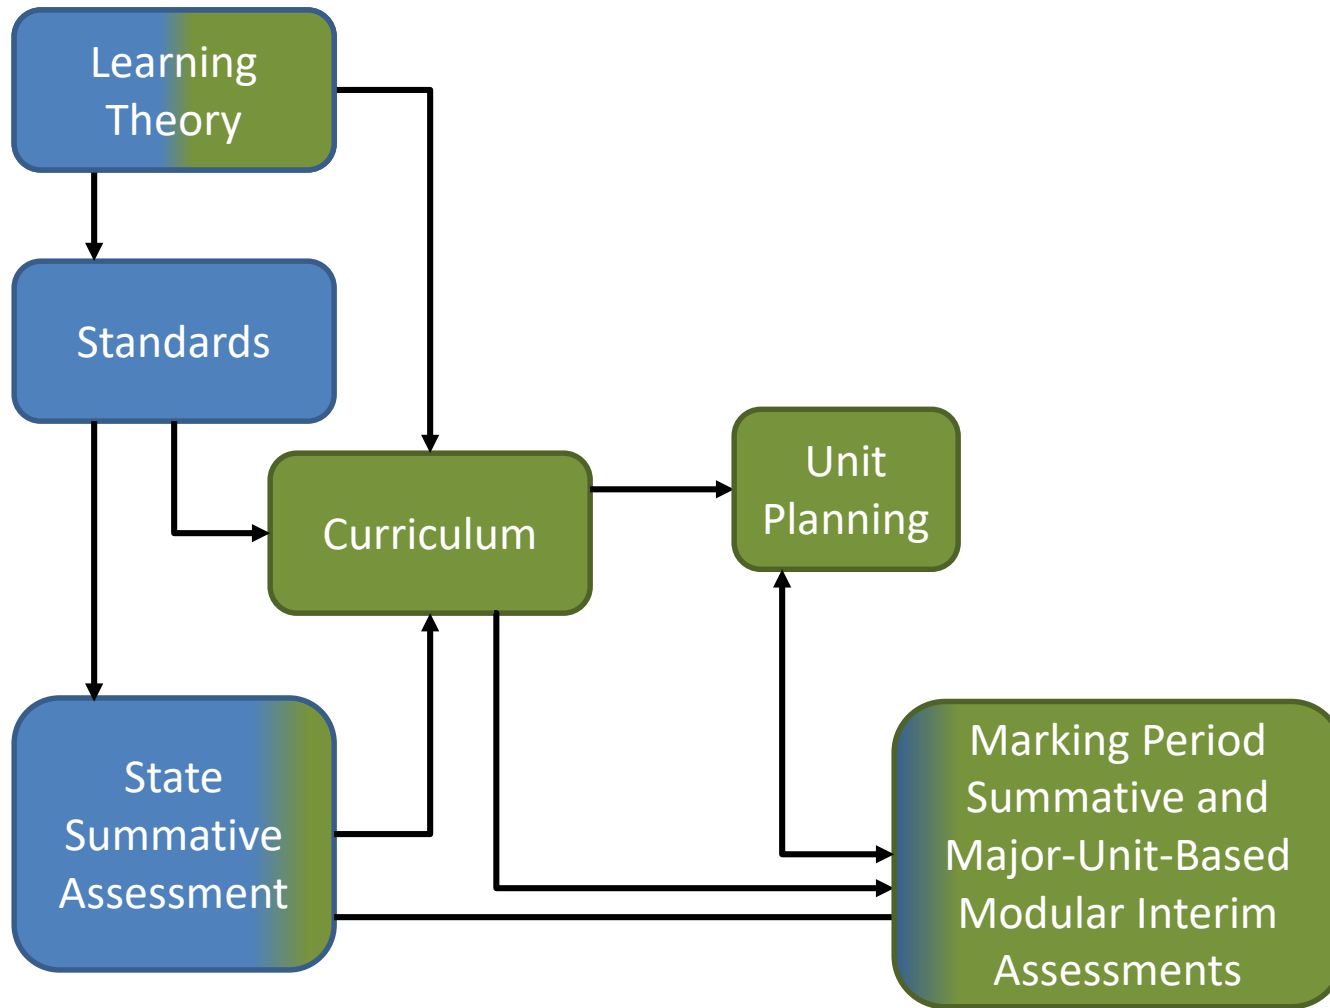 Learning
Theory
Standards
Curriculum
Unit
Planning
State
Summative
Assessment
Marking Period
Summative and
Major-Unit-Based
Modular Interim
Assessments